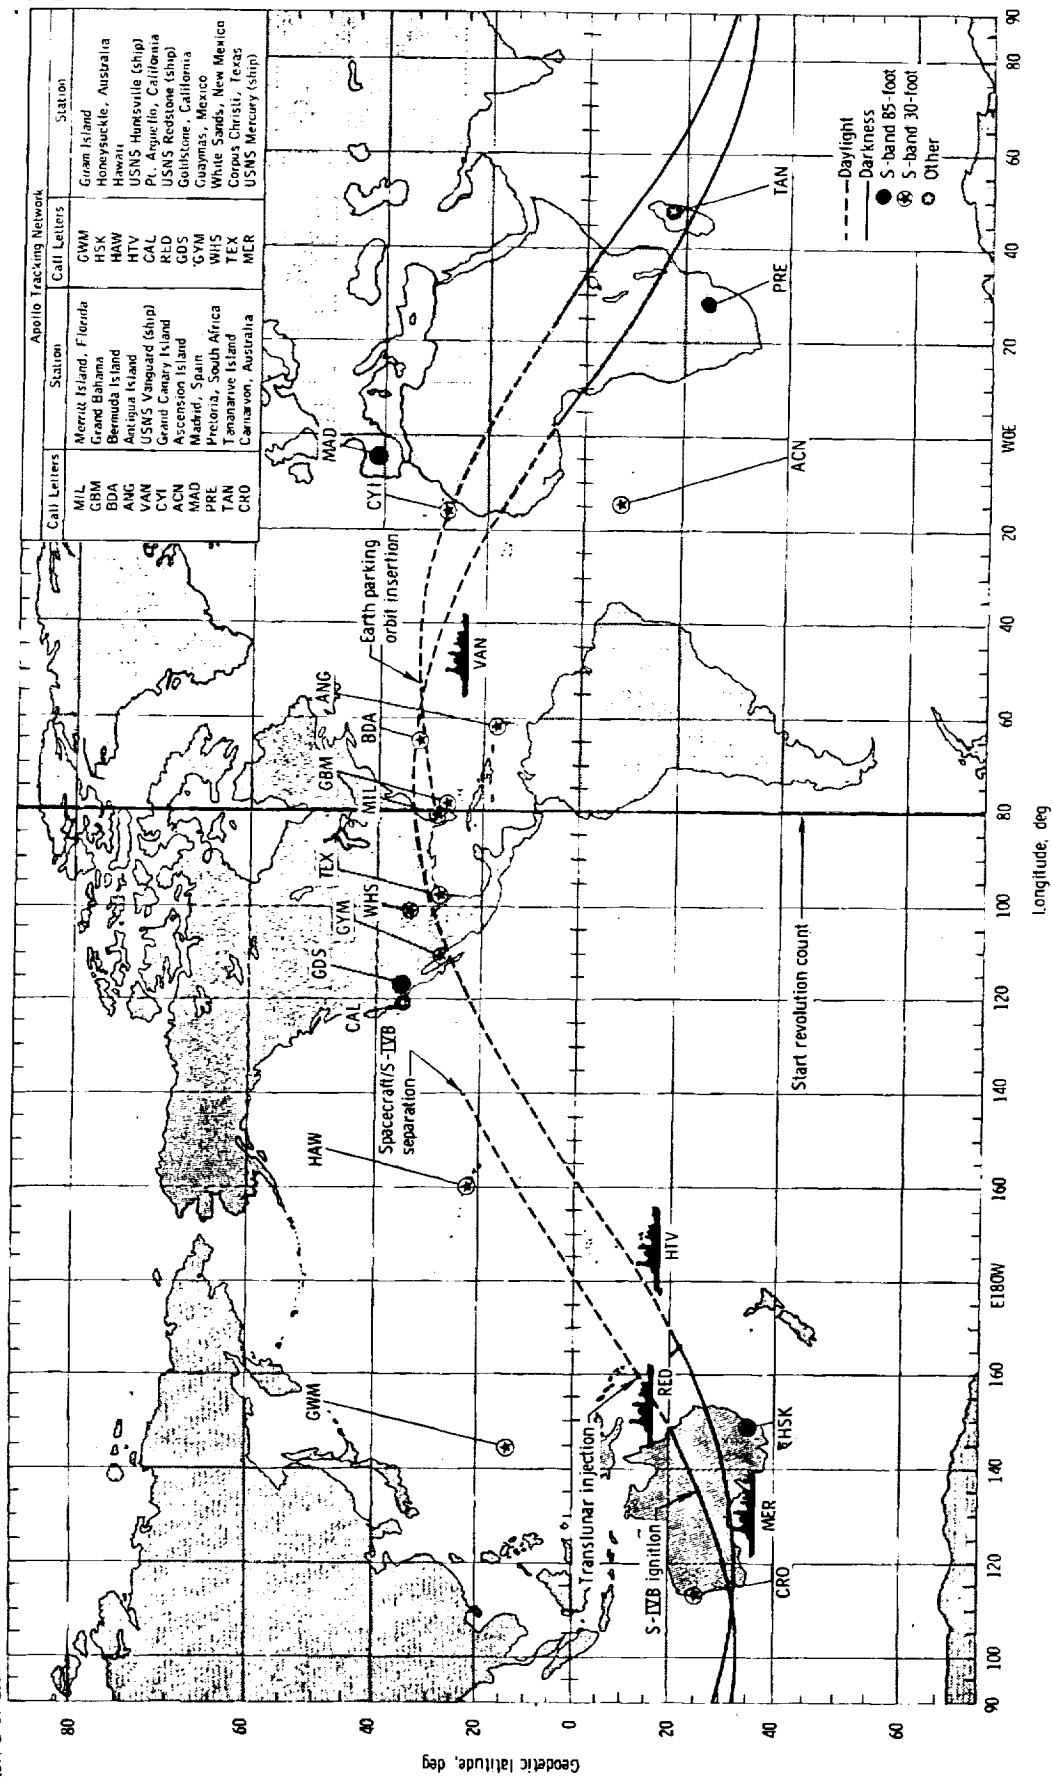 Apollo Tracking Network
Call Letters Station Call Letters Station
MIL Merritt Island, Florida GWM Guam Island
GBM Grand Bahama HSK Honeysuckle, Australia
BDA Bermuda Island HAW Hawaii
ANG Antigua Island HTV USNS Huntsville (ship)
VAN USNS Vanguard (ship) CAL Pt. Arguello, California
CYI Grand Canary Island RED USNS Redstone (ship)
ACN Ascension Island GDS Goldstone, California
MAD Madrid, Spain GYM Guaymas, Mexico
PRE Pretoria, South Africa WHS White Sands, New Mexico
TAN Tananarive Island TEX Corpus Christi, Texas
CRO Carnarvon, Australia MER USNS Mercury (ship)
Geodetic latitude, deg
80
60
40
20
0
20
40
60
MAD
CYI
Earth parking
orbit insertion
VAN
ANG
BDA
GBM
MIL
TEX
WHS
GYM
GDS
CAL
Spacecraft/S-IVB
separation
HAW
GWM
HTV
RED
Translunar injection
HSK
S-IVB ignition
MER
CRO
ACN
PRE
TAN
Start revolution count
Daylight
Darkness
S-band 85-foot
S-band 30-foot
Other
90 100 120 140 160 E180W 160 140 120 100 80 60 40 20 W0E 20 40 60 80 90
Longitude, deg